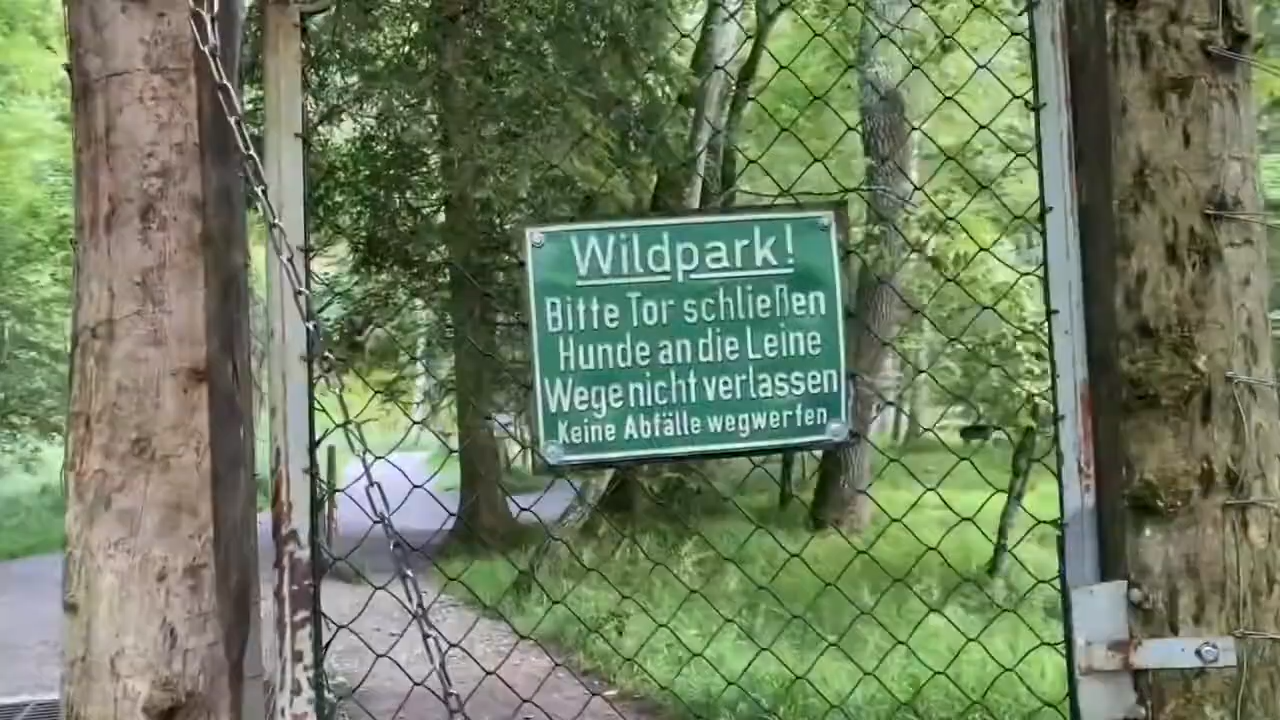 Wildpark!
Bitte Tor schließen
Hunde an die Leine
Wege nicht verlassen
Keine Abfälle wegwerfen